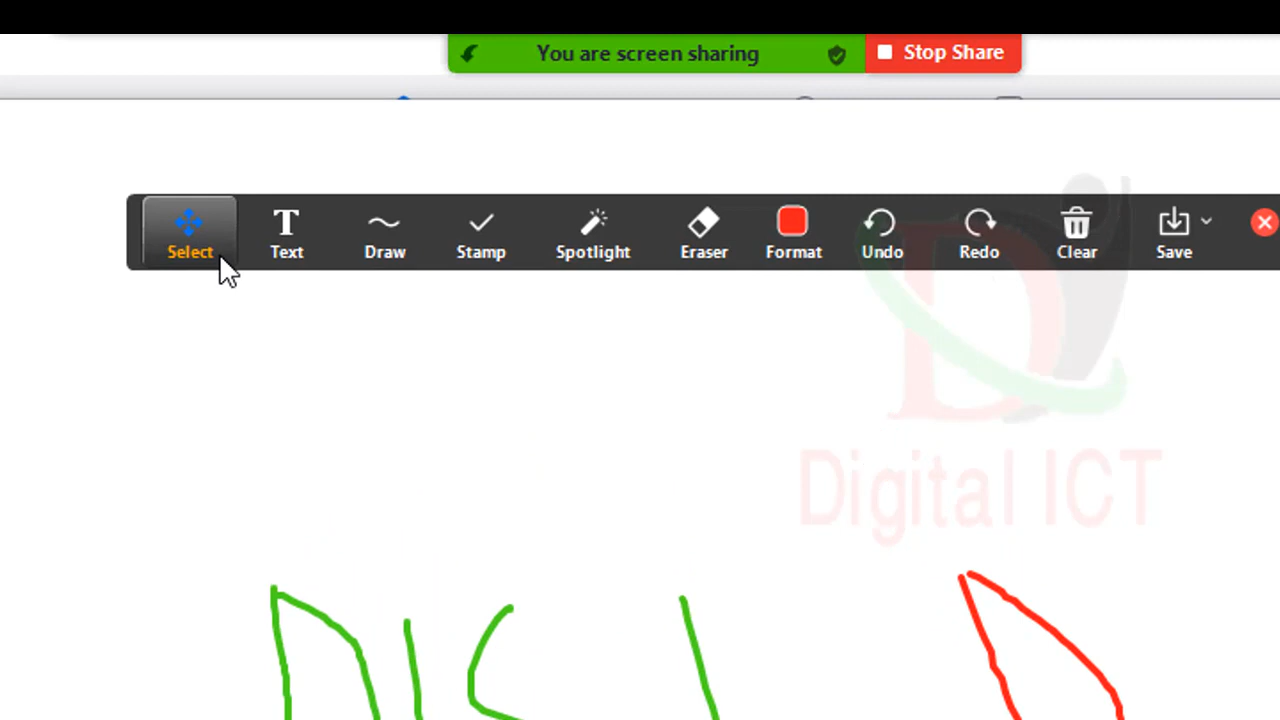 You are screen sharing Stop Share
Select Text Draw Stamp Spotlight Eraser Format Undo Redo Clear Save
Digital ICT